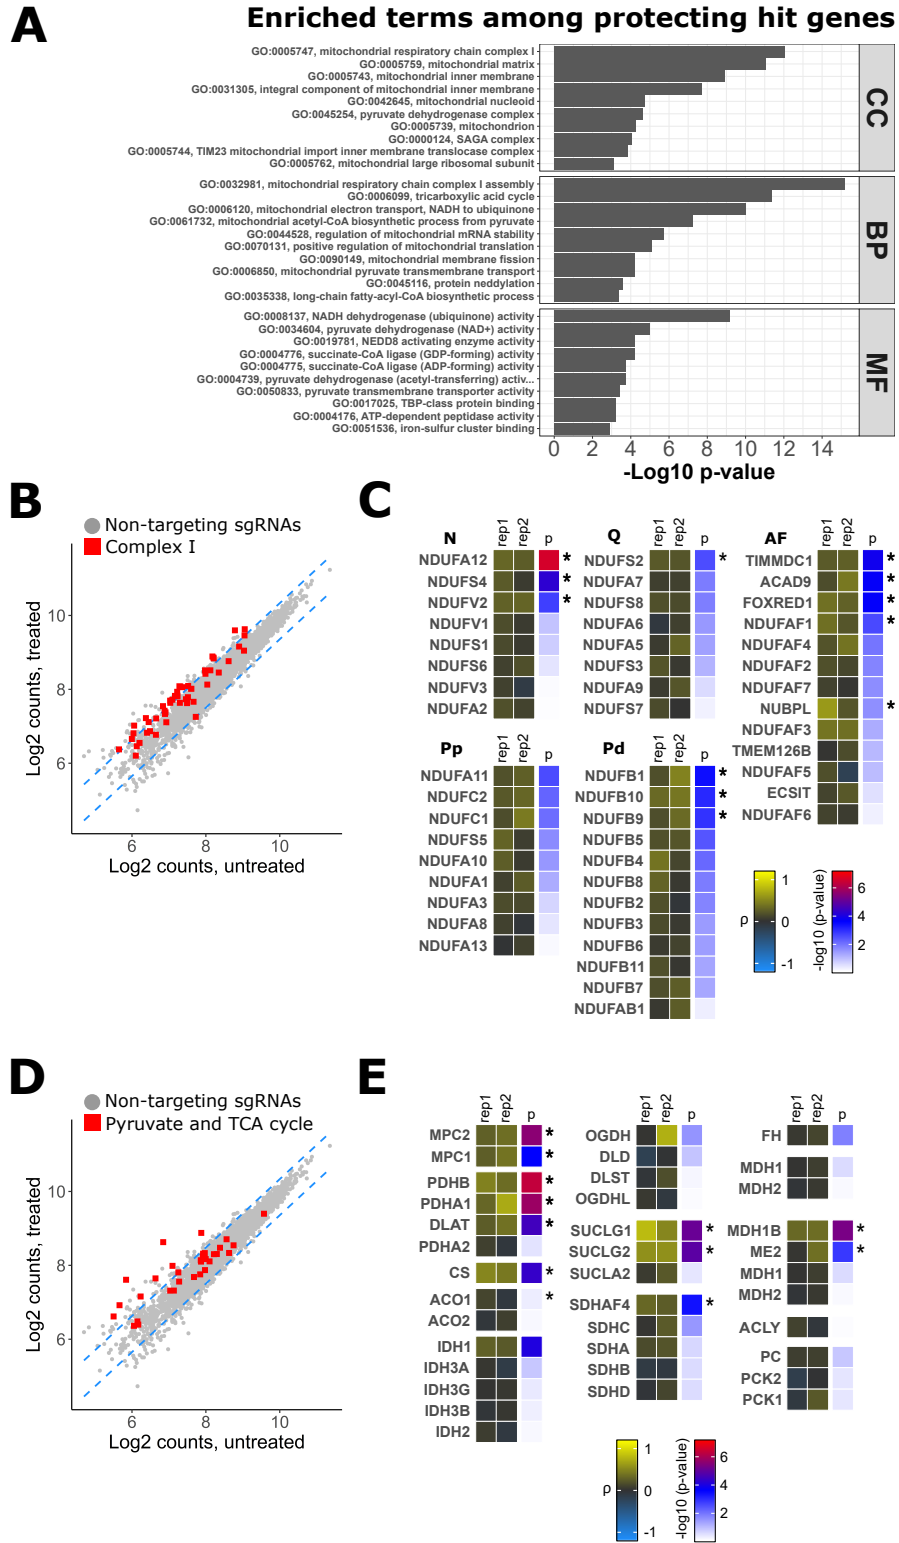 A
Enriched terms among protecting hit genes
GO:0005747, mitochondrial respiratory chain complex I
GO:0005759, mitochondrial matrix
GO:0005743, mitochondrial inner membrane
GO:0031305, integral component of mitochondrial inner membrane
GO:0042645, mitochondrial nucleoid
GO:0045254, pyruvate dehydrogenase complex
GO:0005739, mitochondrion
GO:0000124, SAGA complex
GO:0005744, TIM23 mitochondrial import inner membrane translocase complex
GO:0005762, mitochondrial large ribosomal subunit
CC
GO:0032981, mitochondrial respiratory chain complex I assembly
GO:0006099, tricarboxylic acid cycle
GO:0006120, mitochondrial electron transport, NADH to ubiquinone
GO:0061732, mitochondrial acetyl-CoA biosynthetic process from pyruvate
GO:0044528, regulation of mitochondrial mRNA stability
GO:0070131, positive regulation of mitochondrial translation
GO:0090149, mitochondrial membrane fission
GO:0006850, mitochondrial pyruvate transmembrane transport
GO:0045116, protein neddylation
GO:0035338, long-chain fatty-acyl-CoA biosynthetic process
BP
GO:0008137, NADH dehydrogenase (ubiquinone) activity
GO:0034604, pyruvate dehydrogenase (NAD+) activity
GO:0019781, NEDD8 activating enzyme activity
GO:0004776, succinate-CoA ligase (GDP-forming) activity
GO:0004775, succinate-CoA ligase (ADP-forming) activity
GO:0004739, pyruvate dehydrogenase (acetyl-transferring) activ...
GO:0050833, pyruvate transmembrane transporter activity
GO:0017025, TBP-class protein binding
GO:0004176, ATP-dependent peptidase activity
GO:0051536, iron-sulfur cluster binding
MF
0 2 4 6 8 10 12 14
-Log10 p-value
B
Non-targeting sgRNAs
Complex I
Log2 counts, treated
10
8
6
6 8 10
Log2 counts, untreated
C
N rep1 rep2 p
NDUFA12 *
NDUFS4 *
NDUFV2 *
NDUFV1
NDUFS1
NDUFS6
NDUFV3
NDUFA2
Q rep1 rep2 p
NDUFS2 *
NDUFA7
NDUFS8
NDUFA6
NDUFA5
NDUFS3
NDUFA9
NDUFS7
AF rep1 rep2 p
TIMMDC1 *
ACAD9 *
FOXRED1 *
NDUFAF1 *
NDUFAF4
NDUFAF2
NDUFAF7
NUBPL *
NDUFAF3
TMEM126B
NDUFAF5
ECSIT
NDUFAF6
Pp rep1 rep2 p
NDUFA11
NDUFC2
NDUFC1
NDUFS5
NDUFA10
NDUFA1
NDUFA3
NDUFA8
NDUFA13
Pd rep1 rep2 p
NDUFB1 *
NDUFB10 *
NDUFB9 *
NDUFB5
NDUFB4
NDUFB8
NDUFB2
NDUFB3
NDUFB6
NDUFB11
NDUFB7
NDUFAB1
ρ
1
0
-1
-log10 (p-value)
6
4
2
D
Non-targeting sgRNAs
Pyruvate and TCA cycle
Log2 counts, treated
10
8
6
6 8 10
Log2 counts, untreated
E
rep1 rep2 p
MPC2 *
MPC1 *
PDHB *
PDHA1 *
DLAT *
PDHA2
CS *
ACO1 *
ACO2
IDH1
IDH3A
IDH3G
IDH3B
IDH2
rep1 rep2 p
OGDH
DLD
DLST
OGDHL
SUCLG1 *
SUCLG2 *
SUCLA2
SDHAF4 *
SDHC
SDHA
SDHB
SDHD
rep1 rep2 p
FH
MDH1
MDH2
MDH1B *
ME2 *
MDH1
MDH2
ACLY
PC
PCK2
PCK1
ρ
1
0
-1
-log10 (p-value)
6
4
2